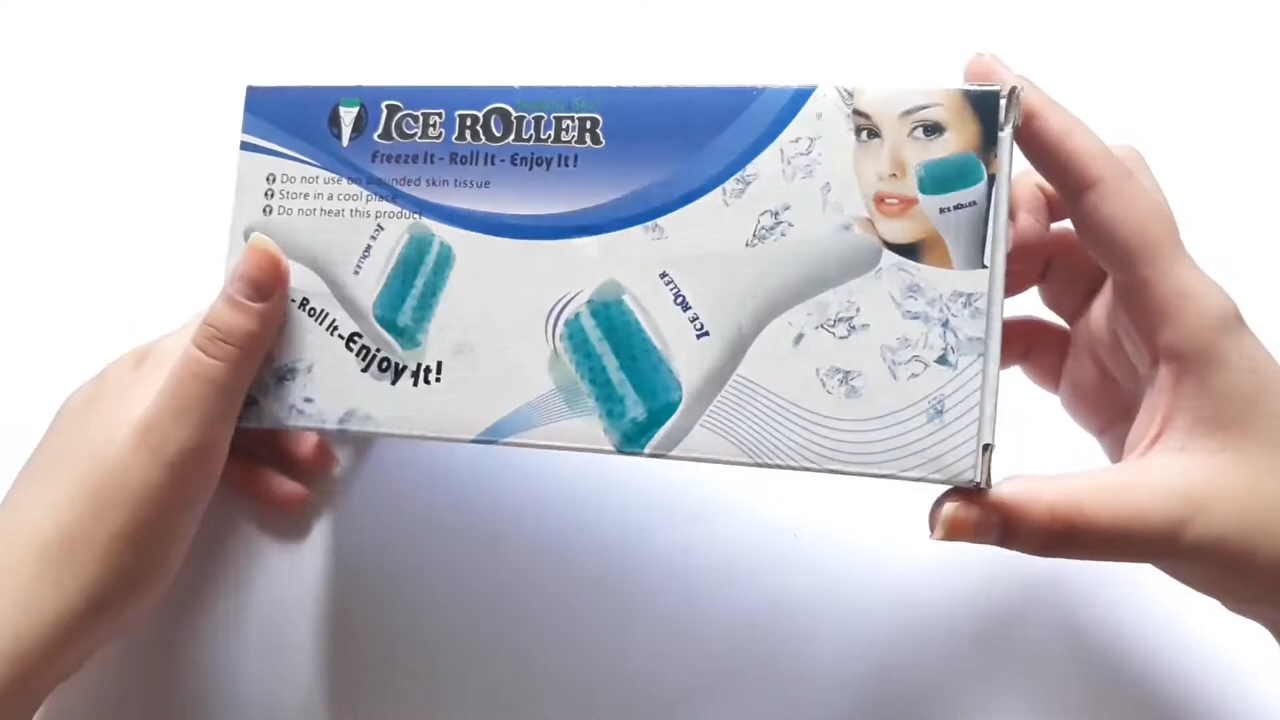 ICE ROLLER
Freeze It - Roll It - Enjoy It!
Do not use on wounded skin tissue
Store in a cool place
Do not heat this product
ICE ROLLER
- Roll It - Enjoy It!
ICE ROLLER
ICE ROLLER